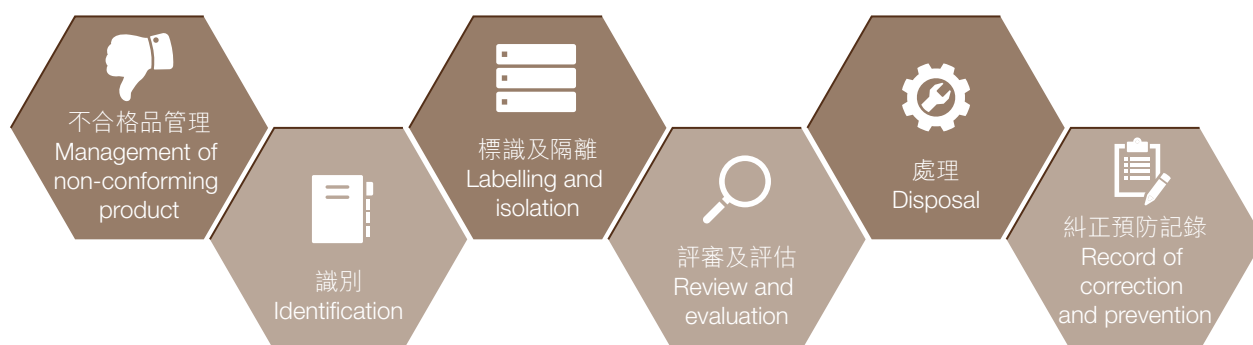 不合格品管理
Management of
non-conforming
product
識別
Identification
標識及隔離
Labelling and
isolation
評審及評估
Review and
evaluation
處理
Disposal
糾正預防記錄
Record of
correction
and prevention